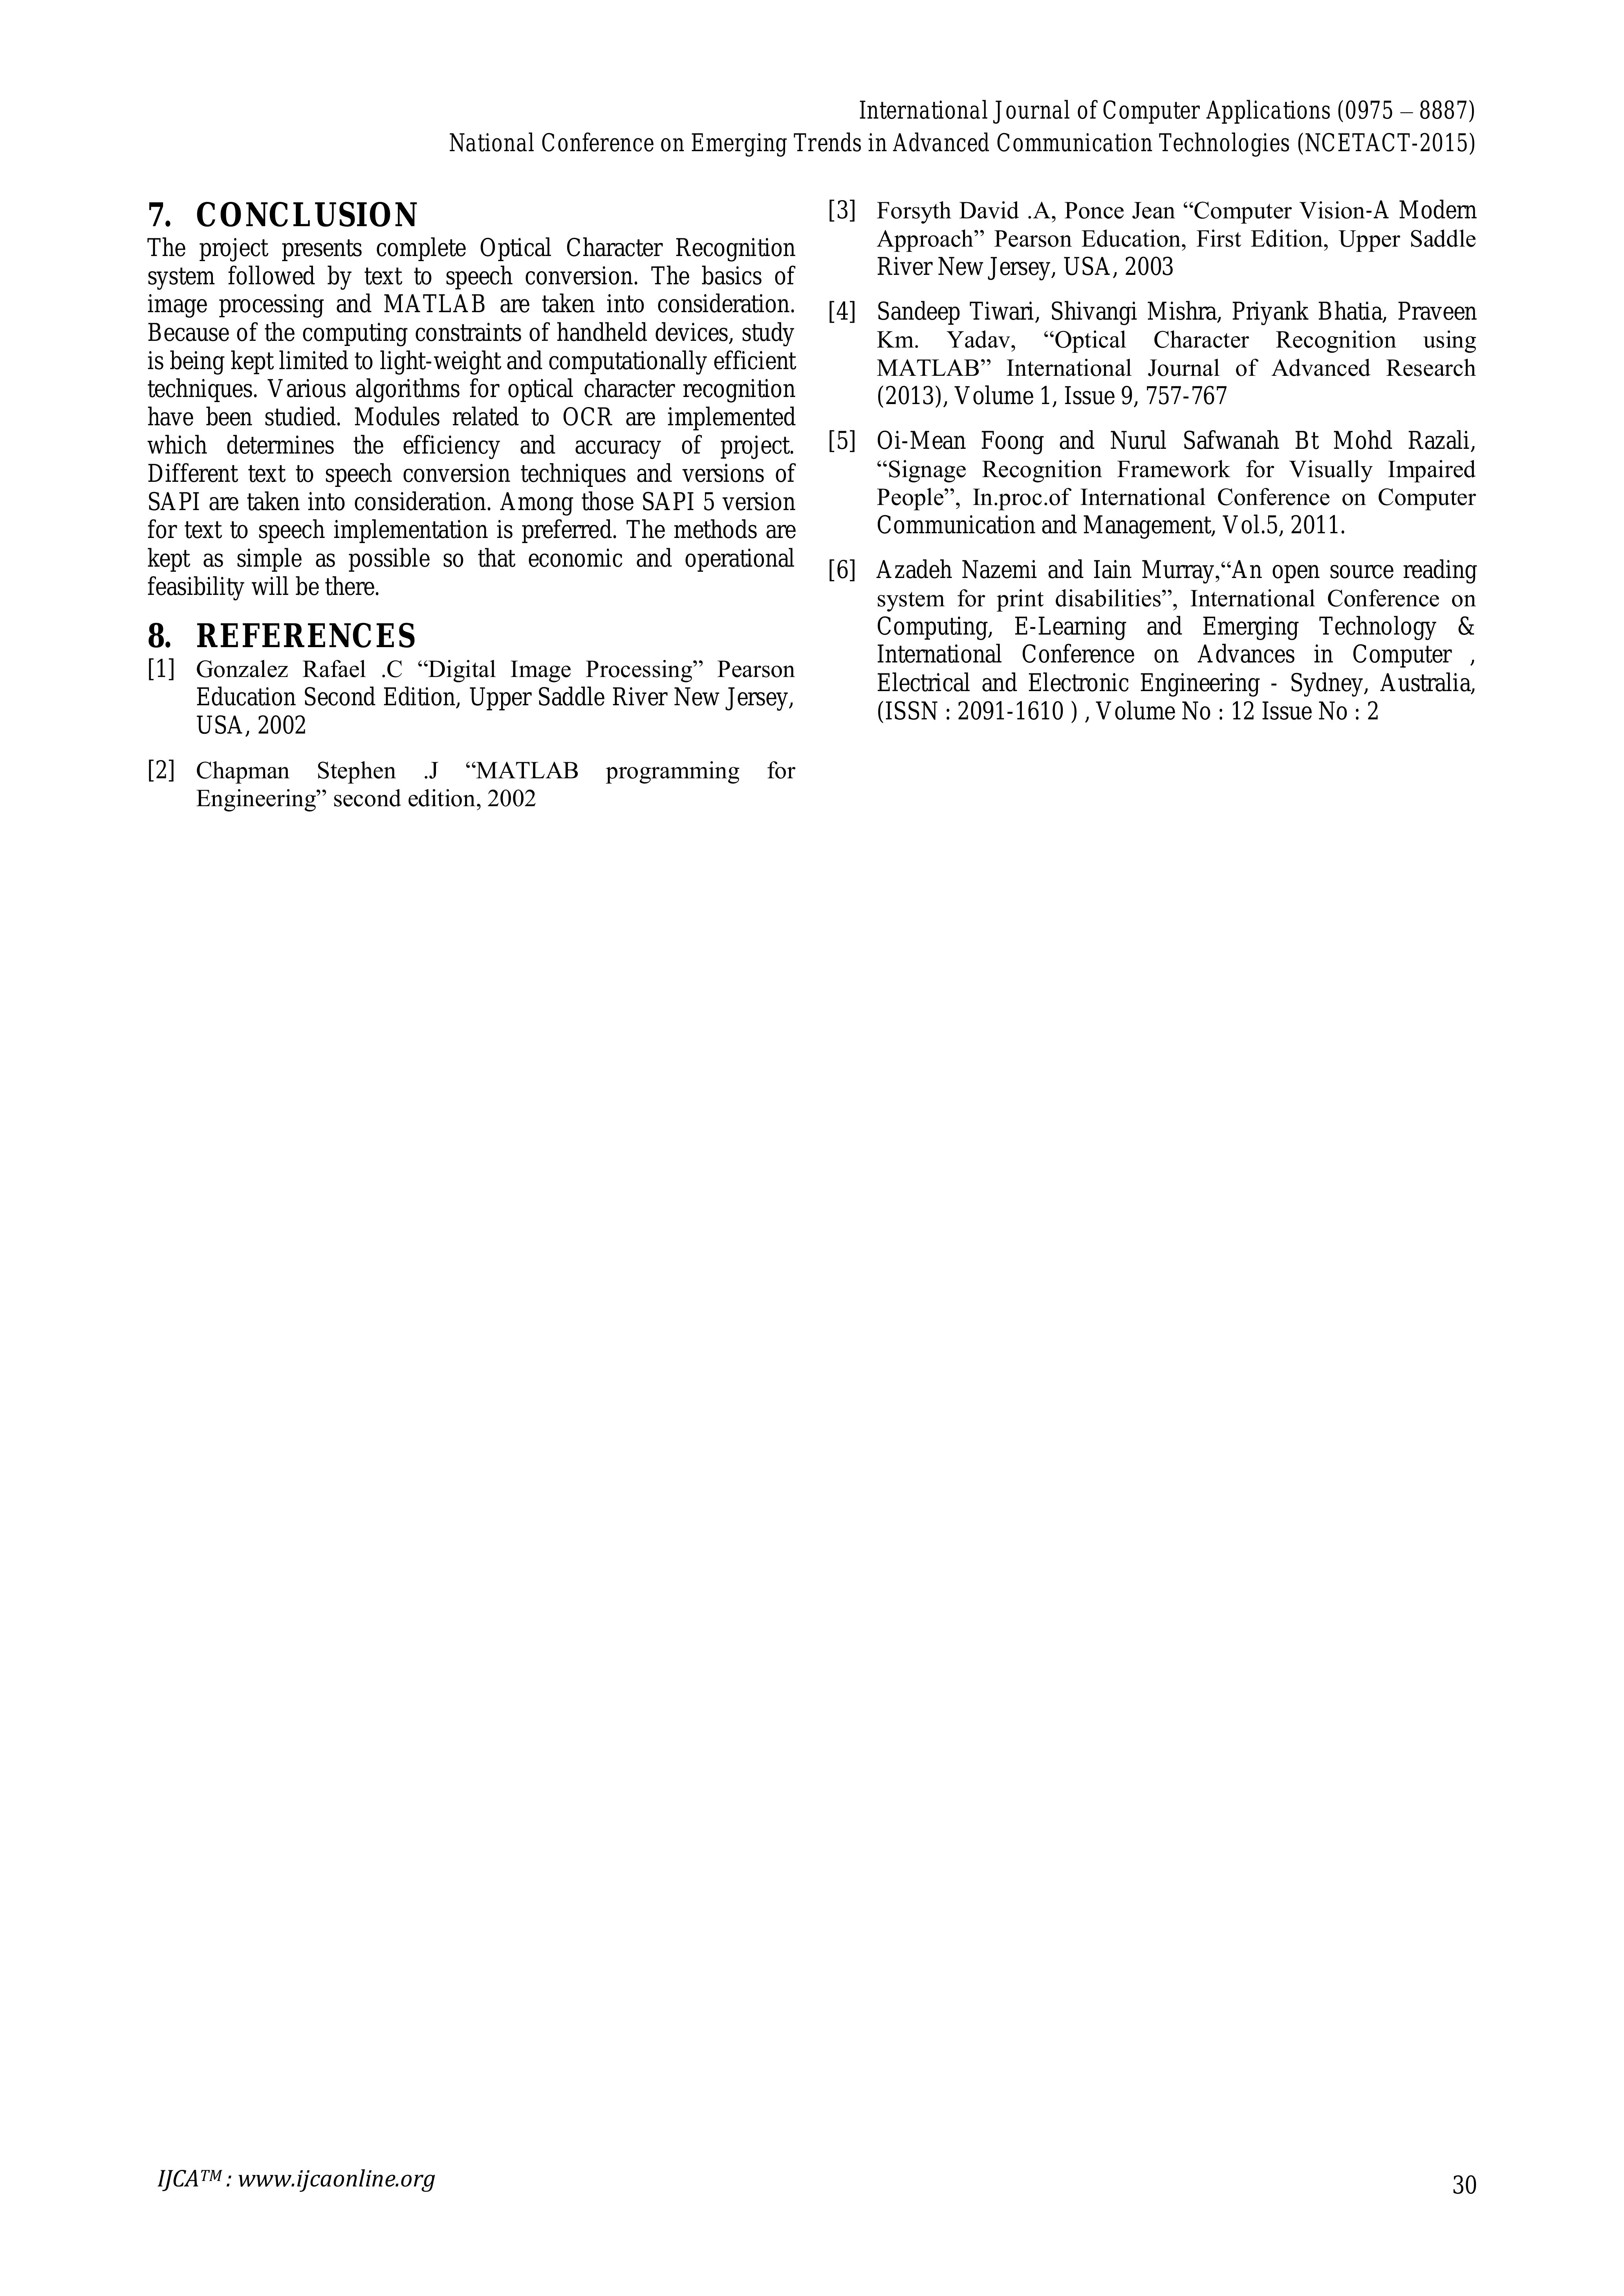 International Journal of Computer Applications (0975 – 8887)
National Conference on Emerging Trends in Advanced Communication Technologies (NCETACT-2015)
7. CONCLUSION
The project presents complete Optical Character Recognition
system followed by text to speech conversion. The basics of
image processing and MATLAB are taken into consideration.
Because of the computing constraints of handheld devices, study
is being kept limited to light-weight and computationally efficient
techniques. Various algorithms for optical character recognition
have been studied. Modules related to OCR are implemented
which determines the efficiency and accuracy of project.
Different text to speech conversion techniques and versions of
SAPI are taken into consideration. Among those SAPI 5 version
for text to speech implementation is preferred. The methods are
kept as simple as possible so that economic and operational
feasibility will be there.
8. REFERENCES
[1] Gonzalez Rafael .C “Digital Image Processing” Pearson
Education Second Edition, Upper Saddle River New Jersey,
USA, 2002
[2] Chapman Stephen .J “MATLAB programming for
Engineering” second edition, 2002
[3] Forsyth David .A, Ponce Jean “Computer Vision-A Modern
Approach” Pearson Education, First Edition, Upper Saddle
River New Jersey, USA, 2003
[4] Sandeep Tiwari, Shivangi Mishra, Priyank Bhatia, Praveen
Km. Yadav, “Optical Character Recognition using
MATLAB” International Journal of Advanced Research
(2013), Volume 1, Issue 9, 757-767
[5] Oi-Mean Foong and Nurul Safwanah Bt Mohd Razali,
“Signage Recognition Framework for Visually Impaired
People”, In.proc.of International Conference on Computer
Communication and Management, Vol.5, 2011.
[6] Azadeh Nazemi and Iain Murray,“An open source reading
system for print disabilities”, International Conference on
Computing, E-Learning and Emerging Technology &
International Conference on Advances in Computer ,
Electrical and Electronic Engineering - Sydney, Australia,
(ISSN : 2091-1610 ) , Volume No : 12 Issue No : 2
IJCA™ : www.ijcaonline.org
30